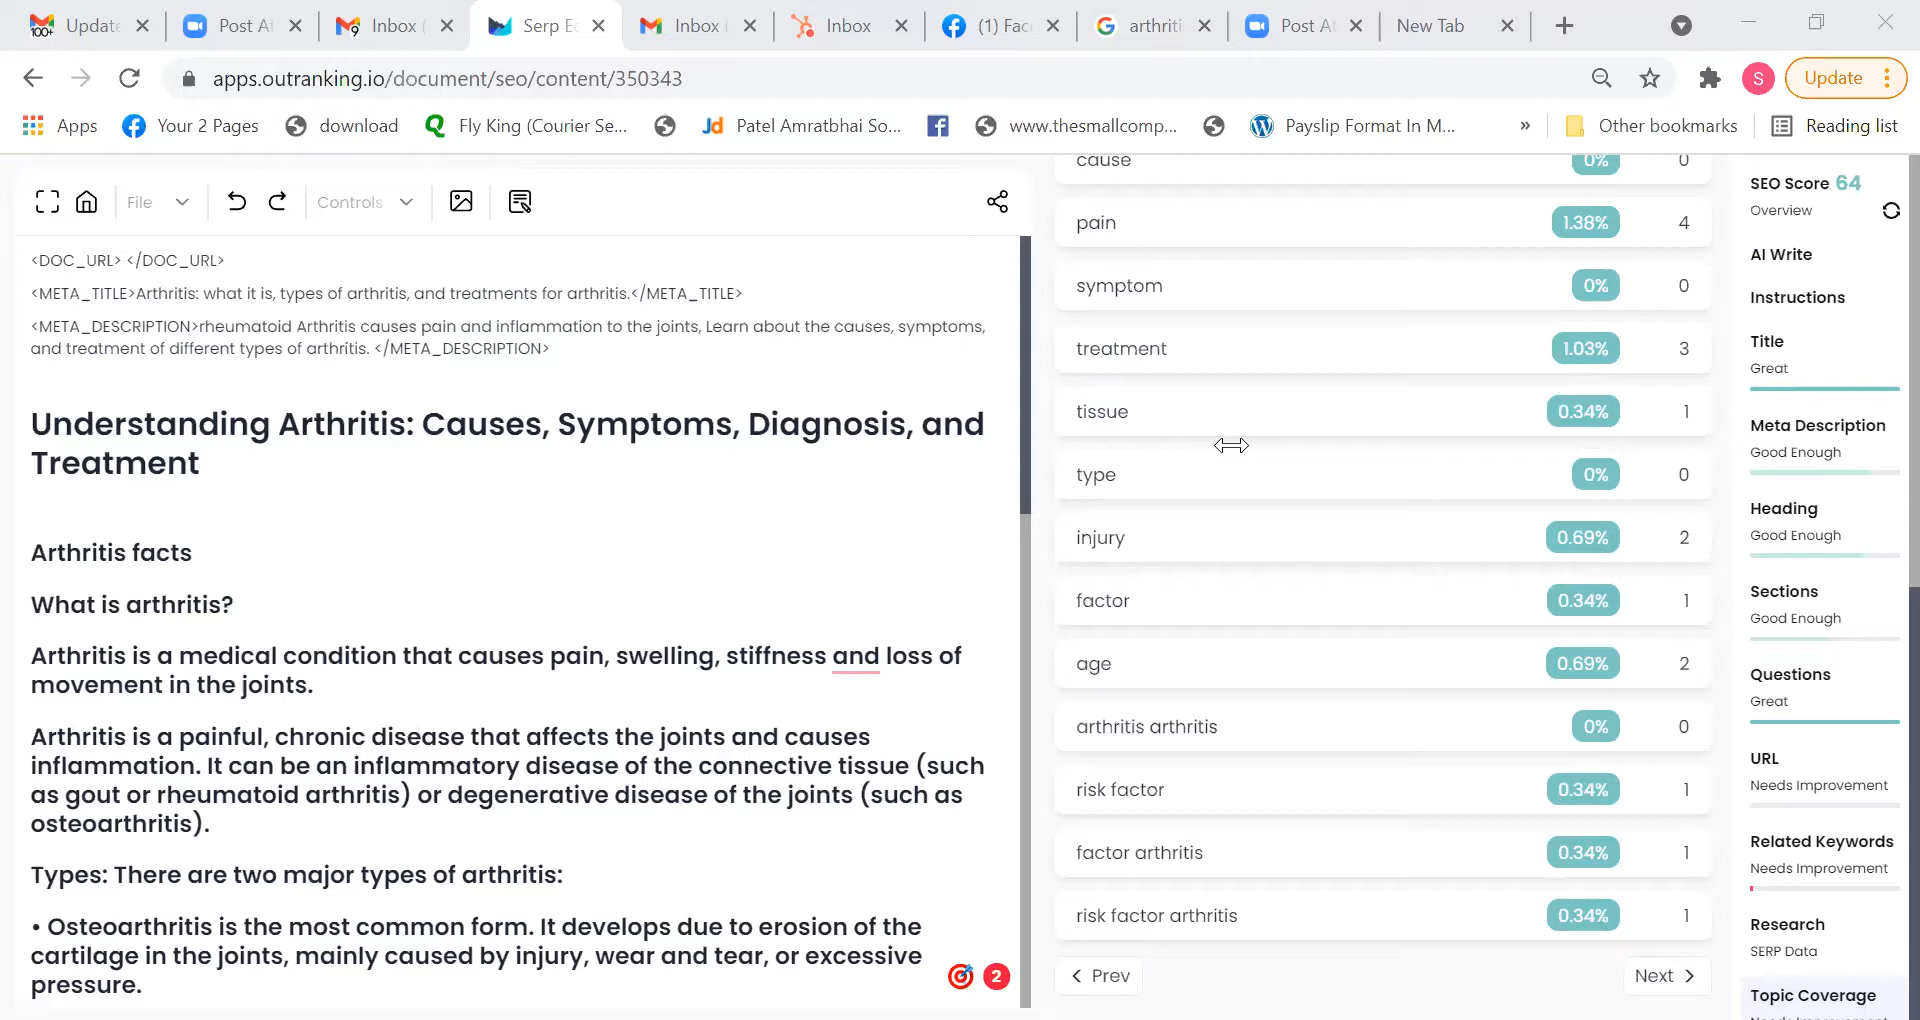 100+ Update
Post At
9 Inbox (
Serp E
Inbox (
Inbox
(1) Fac
arthriti
Post At
New Tab
apps.outranking.io/document/seo/content/350343
S
Update
Apps
Your 2 Pages
download
Fly King (Courier Se...
Jd Patel Amratbhai So...
www.thesmallcomp...
Payslip Format In M...
»
Other bookmarks
Reading list
File
Controls
<DOC_URL> </DOC_URL>
<META_TITLE>Arthritis: what it is, types of arthritis, and treatments for arthritis.</META_TITLE>
<META_DESCRIPTION>rheumatoid Arthritis causes pain and inflammation to the joints, Learn about the causes, symptoms,
and treatment of different types of arthritis. </META_DESCRIPTION>
Understanding Arthritis: Causes, Symptoms, Diagnosis, and
Treatment
Arthritis facts
What is arthritis?
Arthritis is a medical condition that causes pain, swelling, stiffness and loss of
movement in the joints.
Arthritis is a painful, chronic disease that affects the joints and causes
inflammation. It can be an inflammatory disease of the connective tissue (such
as gout or rheumatoid arthritis) or degenerative disease of the joints (such as
osteoarthritis).
Types: There are two major types of arthritis:
• Osteoarthritis is the most common form. It develops due to erosion of the
cartilage in the joints, mainly caused by injury, wear and tear, or excessive
pressure.
2
cause 0% 0
pain 1.38% 4
symptom 0% 0
treatment 1.03% 3
tissue 0.34% 1
type 0% 0
injury 0.69% 2
factor 0.34% 1
age 0.69% 2
arthritis arthritis 0% 0
risk factor 0.34% 1
factor arthritis 0.34% 1
risk factor arthritis 0.34% 1
Prev
Next
SEO Score 64
Overview
AI Write
Instructions
Title
Great
Meta Description
Good Enough
Heading
Good Enough
Sections
Good Enough
Questions
Great
URL
Needs Improvement
Related Keywords
Needs Improvement
Research
SERP Data
Topic Coverage